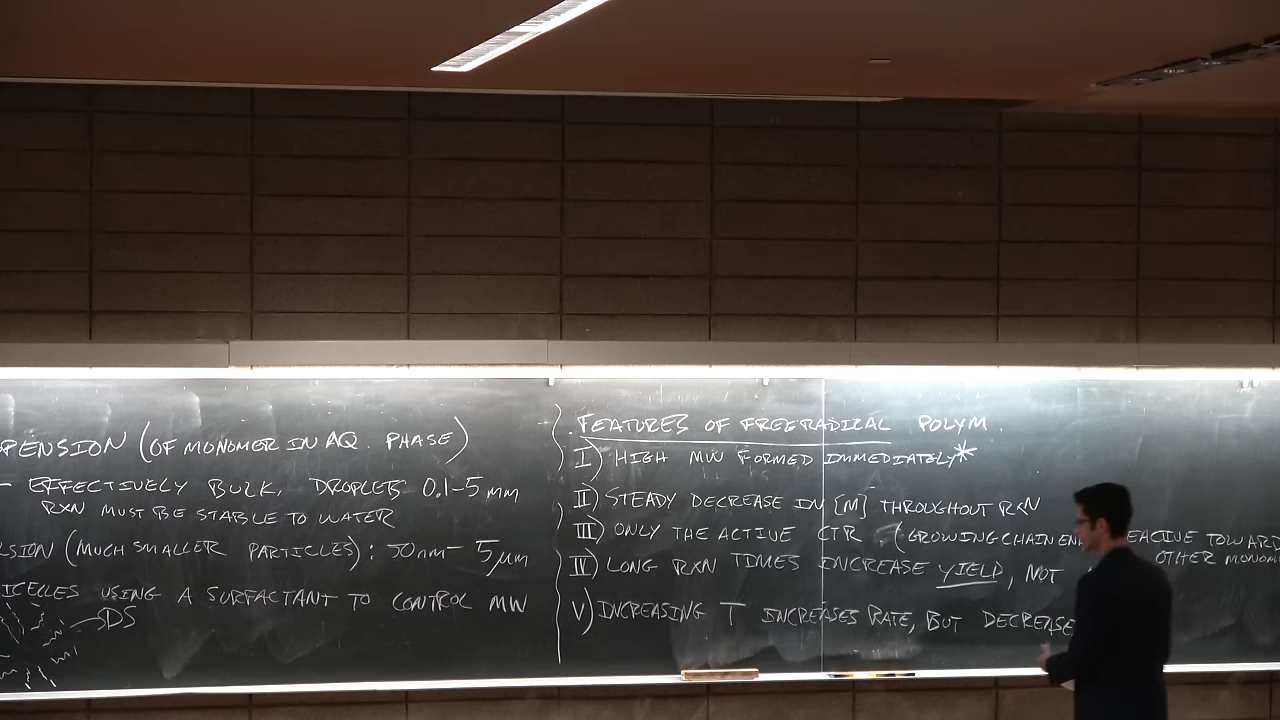 PENSION (OF MONOMER IN AQ. PHASE)
- EFFECTIVELY BULK, DROPLETS 0.1-5 mm
RXN MUST BE STABLE TO WATER
LSION (MUCH SMALLER PARTICLES): 50nm- 5μm
ICELLES USING A SURFACTANT TO CONTROL MW
SDS
FEATURES OF FREE RADICAL POLYM.
I) HIGH MW FORMED IMMEDIATELY*
II) STEADY DECREASE IN [M] THROUGHOUT RXN
III) ONLY THE ACTIVE CTR. (GROWING CHAIN EN EACTIVE TOWARD
OTHER MONOM
IV) LONG RXN TIMES INCREASE YIELD, NOT
V) INCREASING T INCREASES RATE, BUT DECREASE